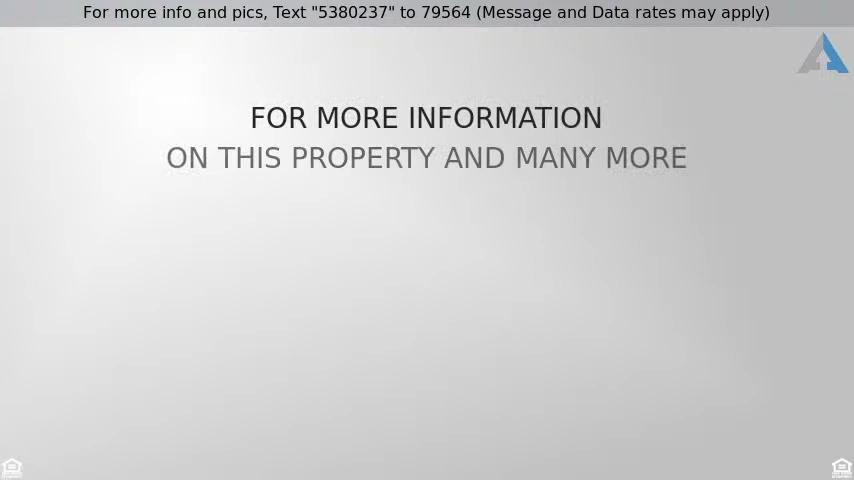 For more info and pics, Text "5380237" to 79564 (Message and Data rates may apply)
FOR MORE INFORMATION
ON THIS PROPERTY AND MANY MORE